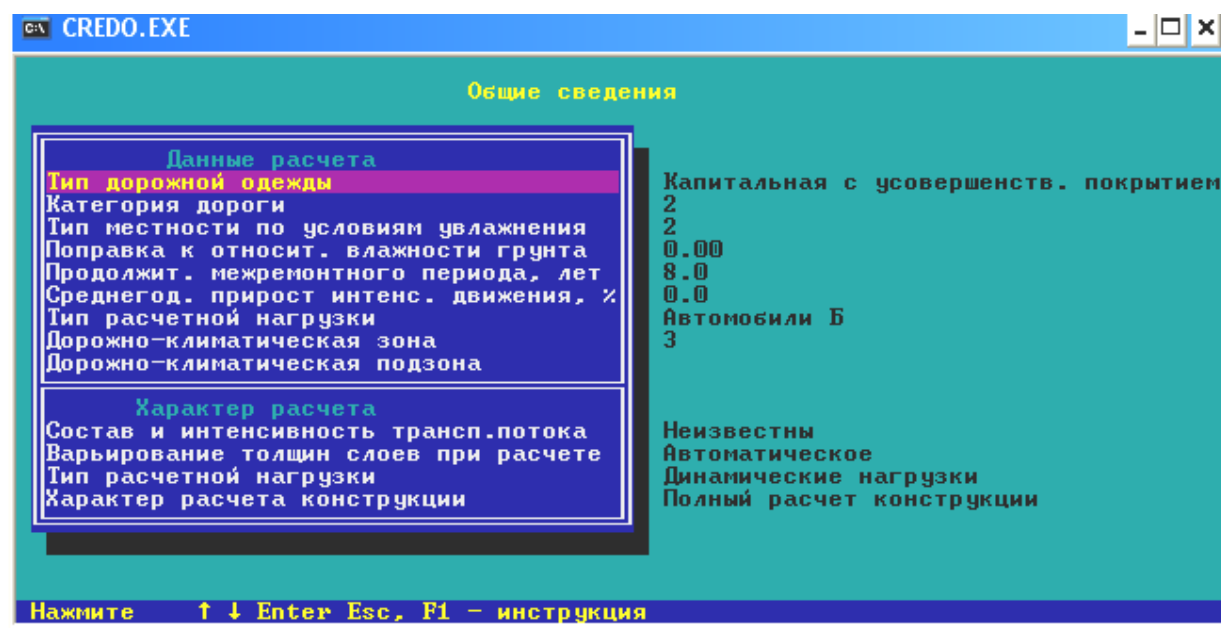 CREDO.EXE
Общие сведения
Данные расчета
Тип дорожной одежды Капитальная с усовершенств. покрытием
Категория дороги 2
Тип местности по условиям увлажнения 2
Поправка к относит. влажности грунта 0.00
Продолжит. межремонтного периода, лет 8.0
Среднегод. прирост интенс. движения, % 0.0
Тип расчетной нагрузки Автомобили Б
Дорожно-климатическая зона 3
Дорожно-климатическая подзона
Характер расчета
Состав и интенсивность трансп.потока Неизвестны
Варьирование толщин слоев при расчете Автоматическое
Тип расчетной нагрузки Динамические нагрузки
Характер расчета конструкции Полный расчет конструкции
Нажмите ↑ ↓ Enter Esc, F1 - инструкция